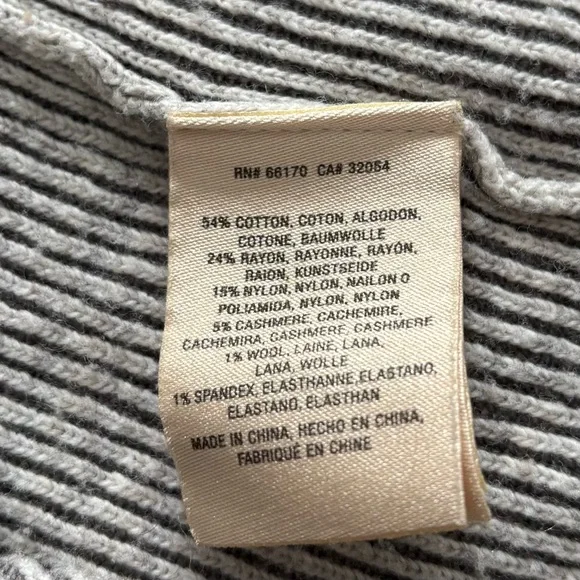 RN# 66170 CA# 32054
54% COTTON, COTON, ALGODON,
COTONE, BAUMWOLLE
24% RAYON, RAYONNE, RAYON,
RAION, KUNSTSEIDE
15% NYLON, NYLON, NAILON O
POLIAMIDA, NYLON, NYLON
5% CASHMERE, CACHEMIRE,
CACHEMIRA, CASHMERE, CASHMERE
1% WOOL, LAINE, LANA,
LANA, WOLLE
1% SPANDEX, ELASTHANNE, ELASTANO,
ELASTANO, ELASTHAN
MADE IN CHINA, HECHO EN CHINA,
FABRIQUÉ EN CHINE